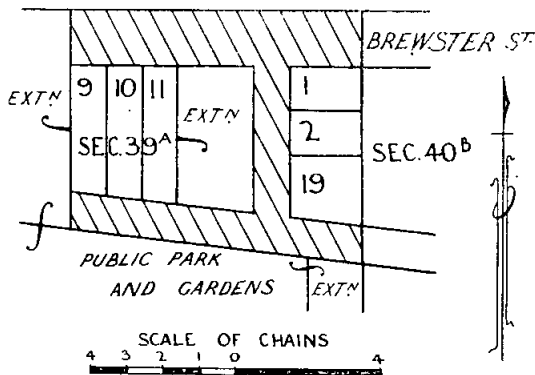 BREWSTER ST.
9 10 11
1
EXTN
EXTN
2
SEC. 39A
SEC. 40B
19
PUBLIC PARK
AND GARDENS
EXTN
SCALE OF CHAINS
4 3 2 1 0 4